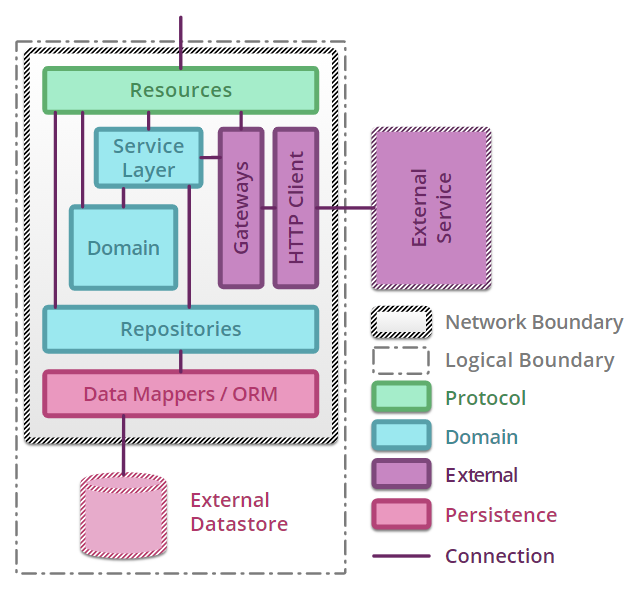 Resources
Service
Layer
Gateways
HTTP Client
External
Service
Domain
Repositories
Data Mappers / ORM
External
Datastore
Network Boundary
Logical Boundary
Protocol
Domain
External
Persistence
Connection